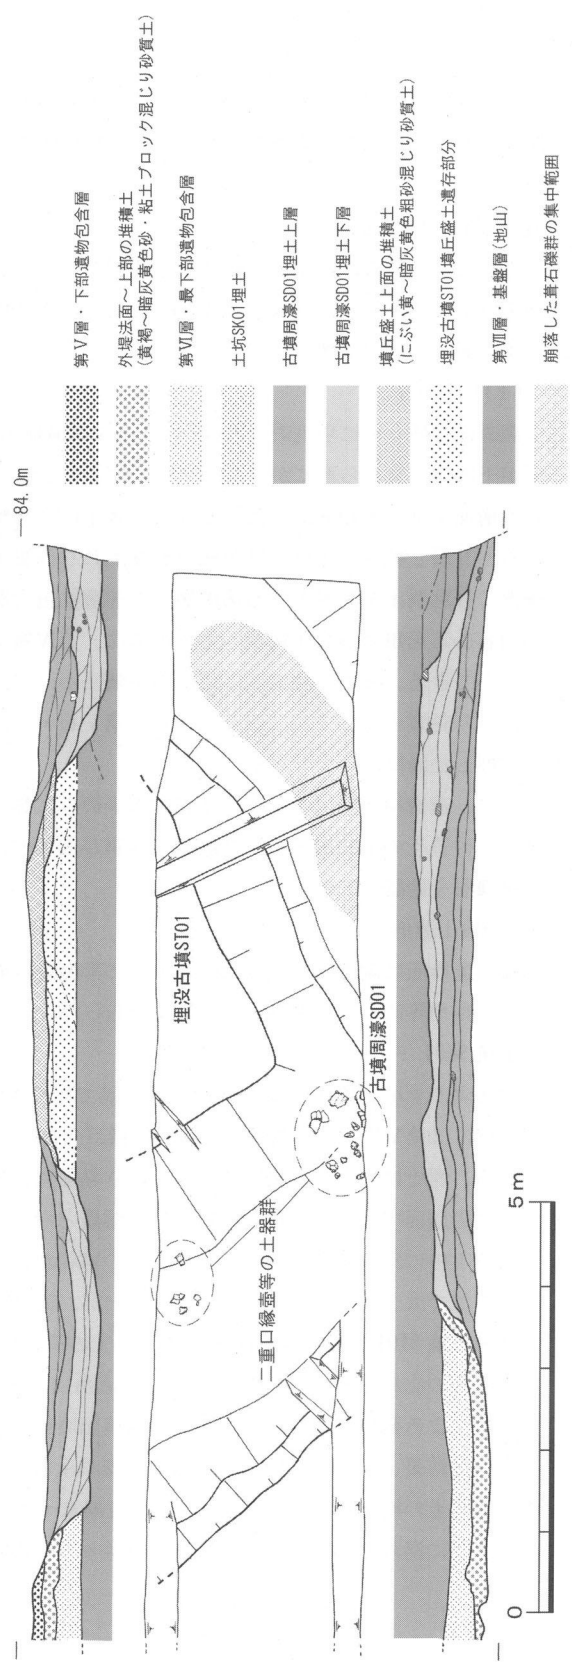 —84.0m
第Ⅴ層・下部遺物包含層
外堤法面～上部の堆積土
(黄褐～暗灰黄色砂・粘土ブロック混じり砂質土)
第Ⅵ層・最下部遺物包含層
土坑SK01埋土
古墳周濠SD01埋土上層
古墳周濠SD01埋土下層
墳丘盛土上面の堆積土
(にぶい黄～暗灰黄色粗砂混じり砂質土)
埋没古墳ST01墳丘盛土遺存部分
第Ⅶ層・基盤層(地山)
崩落した葺石礫群の集中範囲
埋没古墳ST01
古墳周濠SD01
二重口縁壺等の土器群
0
5m